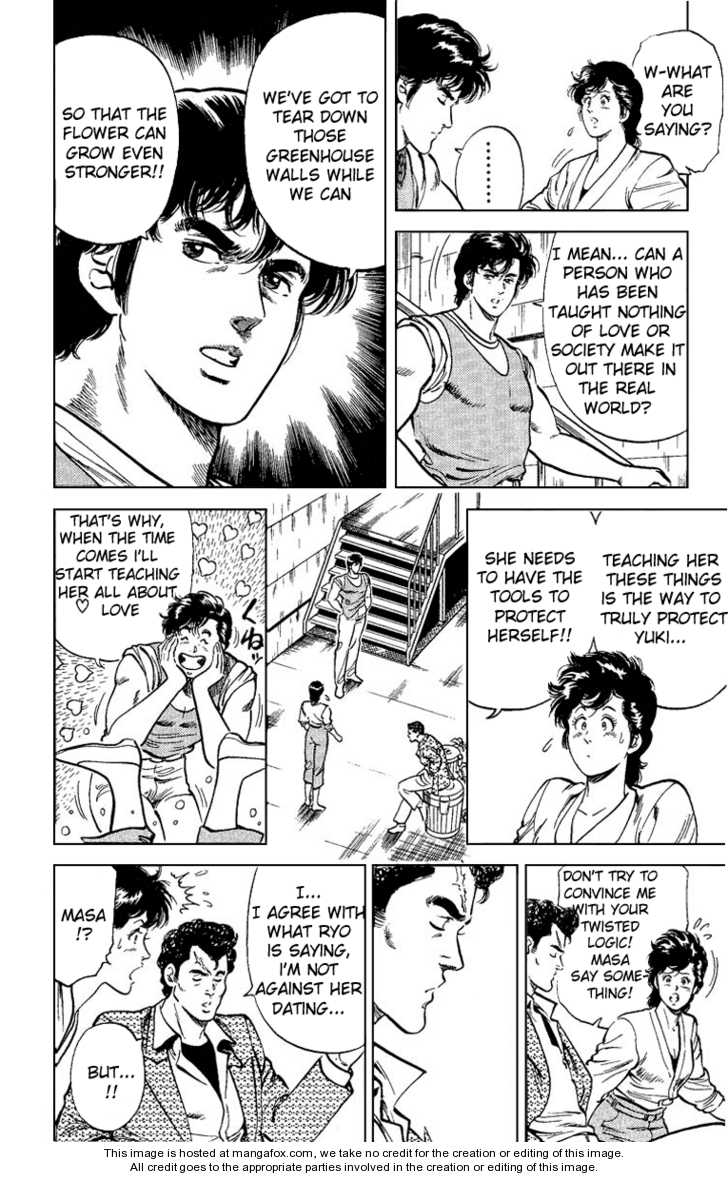 W-WHAT
ARE
YOU
SAYING?
WE'VE GOT TO
TEAR DOWN
THOSE
GREENHOUSE
WALLS WHILE
WE CAN
SO THAT THE
FLOWER CAN
GROW EVEN
STRONGER!!
I MEAN... CAN A
PERSON WHO
HAS BEEN
TAUGHT NOTHING
OF LOVE OR
SOCIETY MAKE IT
OUT THERE IN
THE REAL
WORLD?
TEACHING HER
THESE THINGS
IS THE WAY TO
TRULY PROTECT
YUKI...
SHE NEEDS
TO HAVE THE
TOOLS TO
PROTECT
HERSELF!!
THAT'S WHY,
WHEN THE TIME
COMES I'LL
START TEACHING
HER ALL ABOUT
♡ LOVE
くねっ
DON'T TRY TO
CONVINCE ME
WITH YOUR
TWISTED
LOGIC!
MASA
SAY SOME-
THING!
I...
I AGREE WITH
WHAT RYO
IS SAYING,
I'M NOT
AGAINST HER
DATING...
MASA
!?
BUT...
!!
This image is hosted at mangafox.com, we take no credit for the creation or editing of this image.
All credit goes to the appropriate parties involved in the creation or editing of this image.